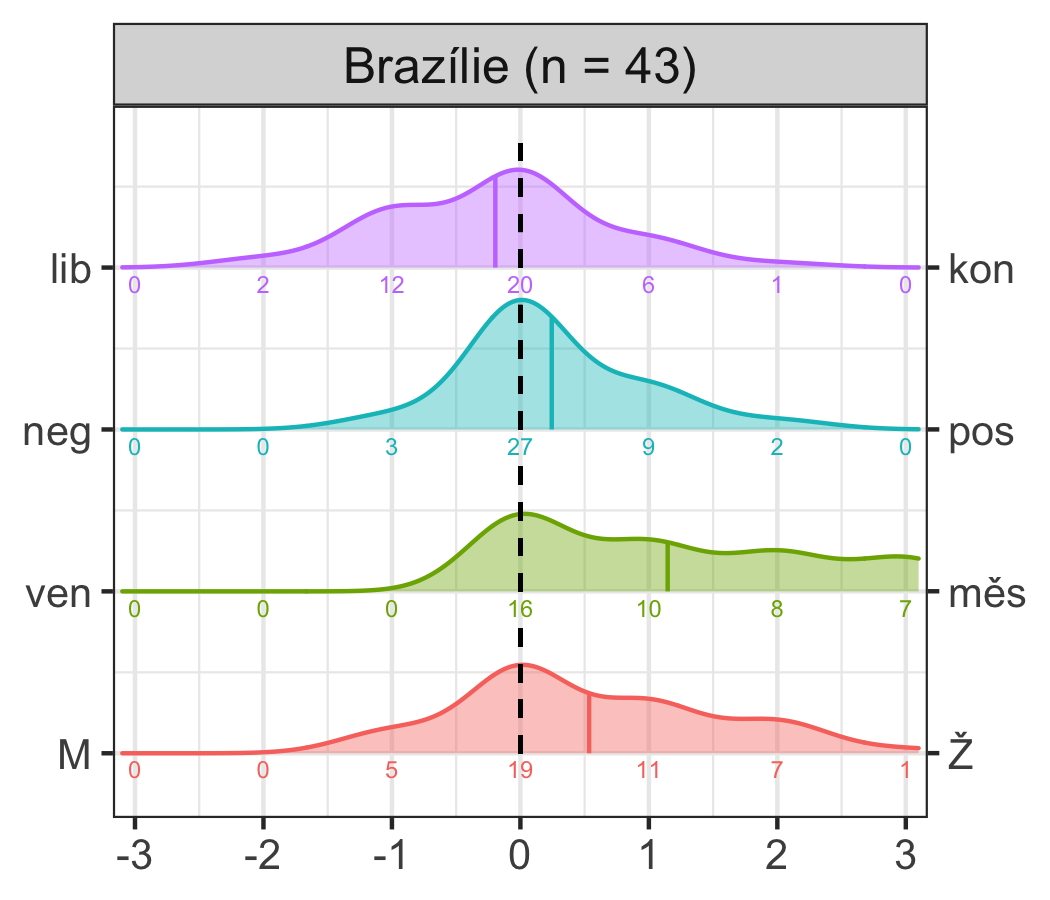 Brazílie (n = 43)
lib kon
0 2 12 20 6 1 0
neg pos
0 0 3 27 9 2 0
ven měs
0 0 0 16 10 8 7
M Ž
0 0 5 19 11 7 1
-3 -2 -1 0 1 2 3